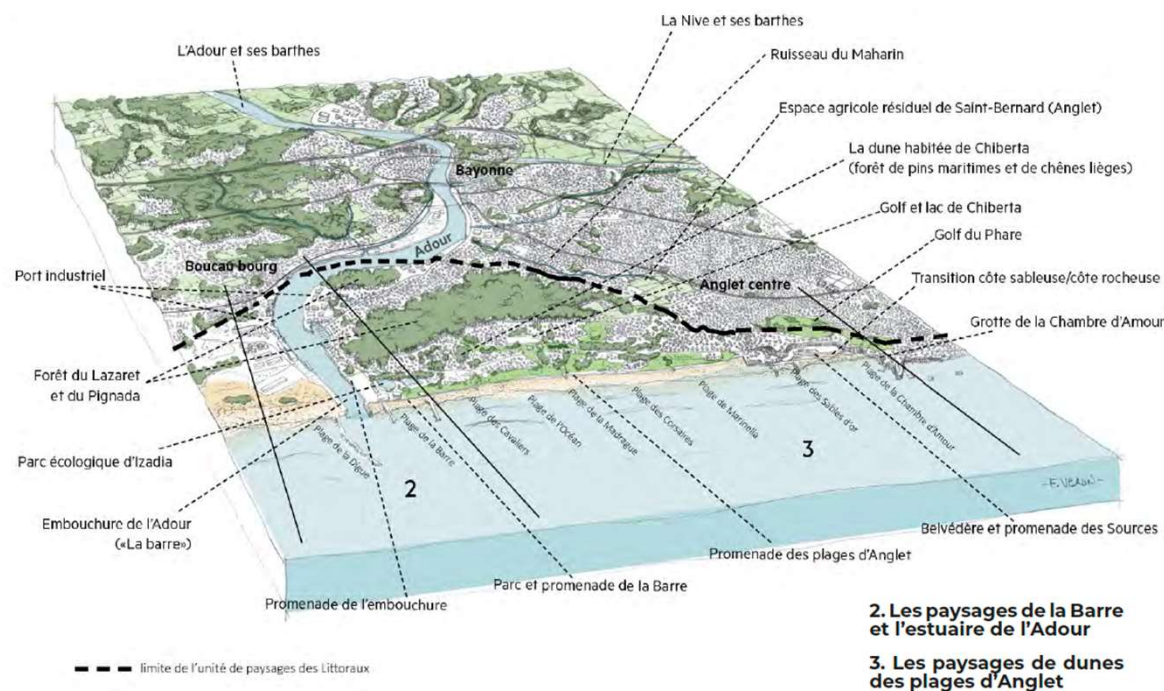 La Nive et ses barthes
L'Adour et ses barthes
Ruisseau du Maharin
Espace agricole résiduel de Saint-Bernard (Anglet)
La dune habitée de Chiberta
(forêt de pins maritimes et de chênes lièges)
Bayonne
Golf et lac de Chiberta
Golf du Phare
Adour
Boucau bourg
Port industriel
Anglet centre
Transition côte sableuse/côte rocheuse
Grotte de la Chambre d'Amour
Forêt du Lazaret
et du Pignada
Plage de la Digue
Plage de la Barre
Plage des Cavaliers
Plage de l'Océan
Plage de la Madrague
Plage des Corsaires
Plage de Marinella
Plage des Sables d'or
Plage de la Chambre d'Amour
Parc écologique d'Izadia
2
3
- F. VERON -
Embouchure de l'Adour
(«La barre»)
Belvédère et promenade des Sources
Promenade des plages d'Anglet
Parc et promenade de la Barre
Promenade de l'embouchure
2. Les paysages de la Barre
et l'estuaire de l'Adour
3. Les paysages de dunes
des plages d'Anglet
limite de l'unité de paysages des Littoraux